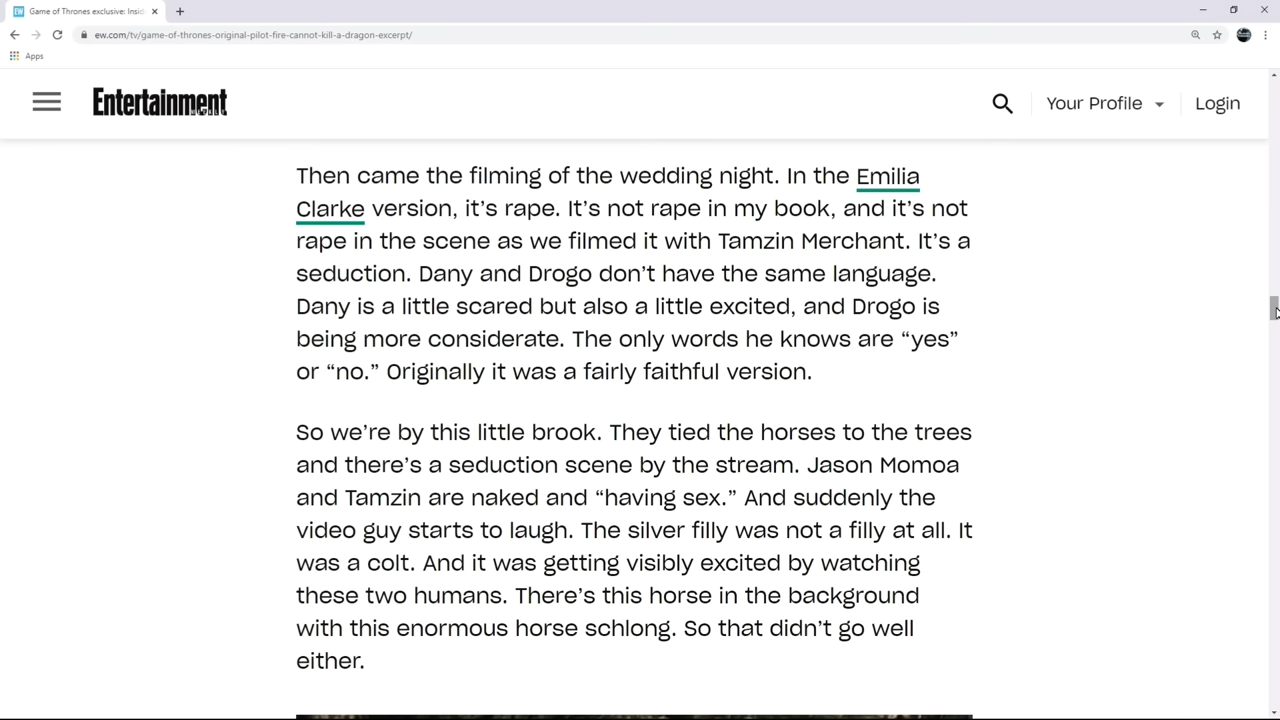 Game of Thrones exclusive: Insid
ew.com/tv/game-of-thrones-original-pilot-fire-cannot-kill-a-dragon-excerpt/
Apps
Entertainment
WEEKLY
Your Profile
Login
Then came the filming of the wedding night. In the Emilia
Clarke version, it’s rape. It’s not rape in my book, and it’s not
rape in the scene as we filmed it with Tamzin Merchant. It’s a
seduction. Dany and Drogo don’t have the same language.
Dany is a little scared but also a little excited, and Drogo is
being more considerate. The only words he knows are “yes”
or “no.” Originally it was a fairly faithful version.
So we’re by this little brook. They tied the horses to the trees
and there’s a seduction scene by the stream. Jason Momoa
and Tamzin are naked and “having sex.” And suddenly the
video guy starts to laugh. The silver filly was not a filly at all. It
was a colt. And it was getting visibly excited by watching
these two humans. There’s this horse in the background
with this enormous horse schlong. So that didn’t go well
either.